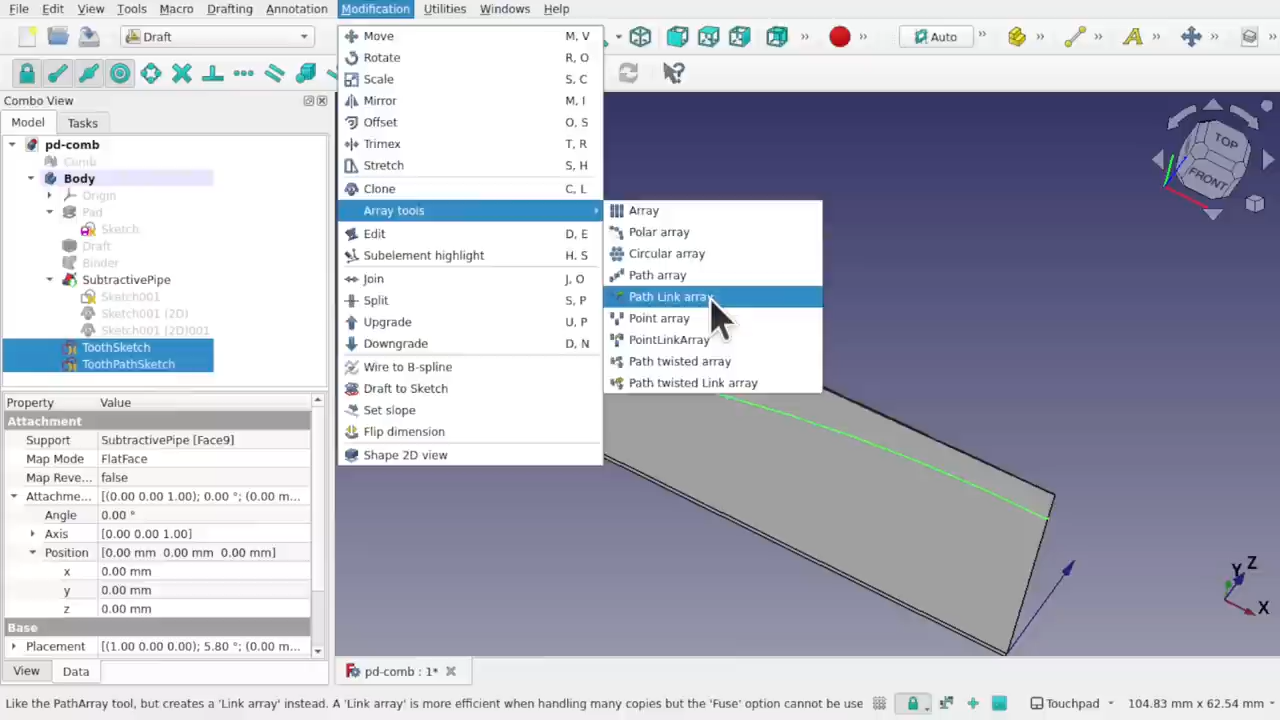 File Edit View Tools Macro Drafting Annotation Modification Utilities Windows Help
Draft
Auto
Combo View
Model Tasks
pd-comb
Comb
Body
Origin
Pad
Sketch
Draft
Binder
SubtractivePipe
Sketch001
Sketch001 (2D)
Sketch001 (2D)001
ToothSketch
ToothPathSketch
Property Value
Attachment
Support SubtractivePipe [Face9]
Map Mode FlatFace
Map Reve... false
Attachme... [(0.00 0.00 1.00); 0.00 °; (0.00 m...
Angle 0.00 °
Axis [0.00 0.00 1.00]
Position [0.00 mm 0.00 mm 0.00 mm]
x 0.00 mm
y 0.00 mm
z 0.00 mm
Base
Placement [(1.00 0.00 0.00); 5.80 °; (0.00 m...
View Data
Move M, V
Rotate R, O
Scale S, C
Mirror M, I
Offset O, S
Trimex T, R
Stretch S, H
Clone C, L
Array tools
Edit D, E
Subelement highlight H, S
Join J, O
Split S, P
Upgrade U, P
Downgrade D, N
Wire to B-spline
Draft to Sketch
Set slope
Flip dimension
Shape 2D view
Array
Polar array
Circular array
Path array
Path Link array
Point array
PointLinkArray
Path twisted array
Path twisted Link array
TOP
FRONT
Y Z
X
pd-comb : 1*
Like the PathArray tool, but creates a 'Link array' instead. A 'Link array' is more efficient when handling many copies but the 'Fuse' option cannot be use
Touchpad 104.83 mm x 62.54 mm